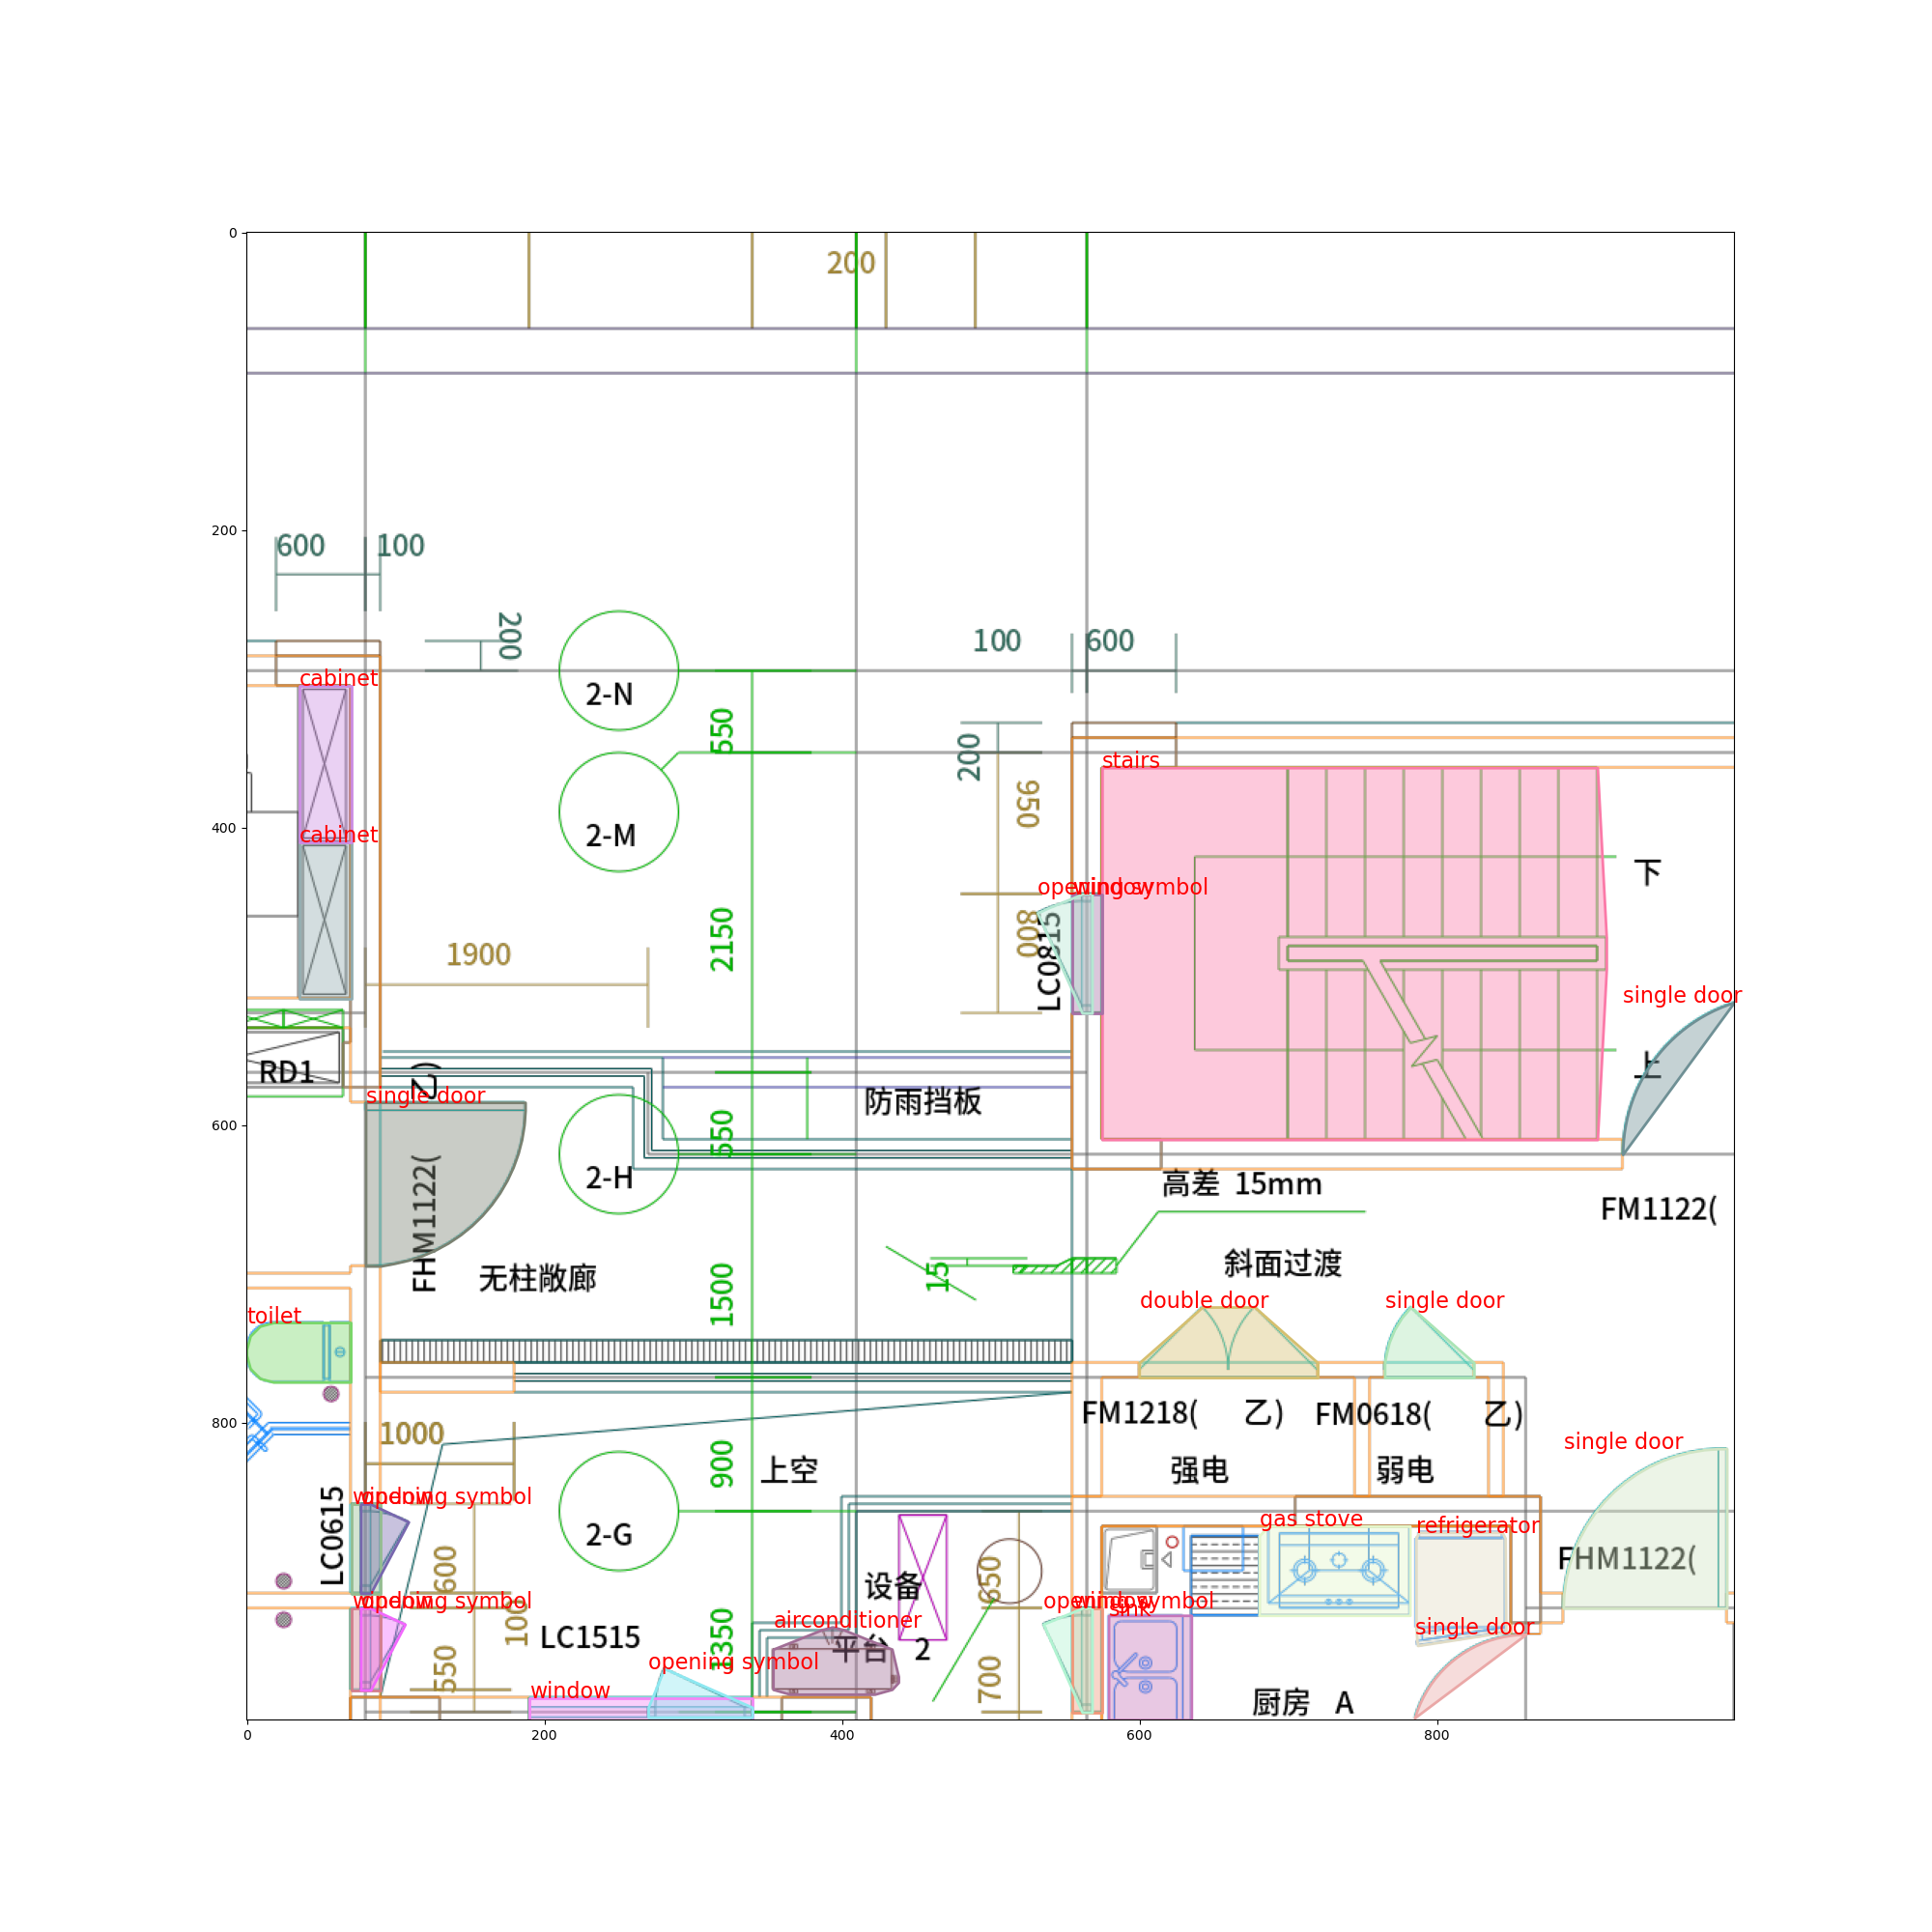 0
200
600
100
200
100
600
cabinet
2-N
550
200
stairs
950
200
400
cabinet
2-M
下
opening symbol
window
800
LC0815
2150
1900
single door
RD1
(2
single door
防雨挡板
上
600
550
2-H
高差 15mm
FHM1122(
FM1122(
无柱敞廊
15
斜面过渡
1500
toilet
double door
single door
800
1000
FM1218( 乙)
FM0618( 乙)
single door
900
上空
强电
弱电
LC0615
window
opening symbol
2-G
gas stove
refrigerator
FHM1122(
600
设备
650
window
opening symbol
100
opening symbol
window
sink
LC1515
airconditioner
平台 2
single door
1350
550
opening symbol
700
window
厨房 A
0
200
400
600
800